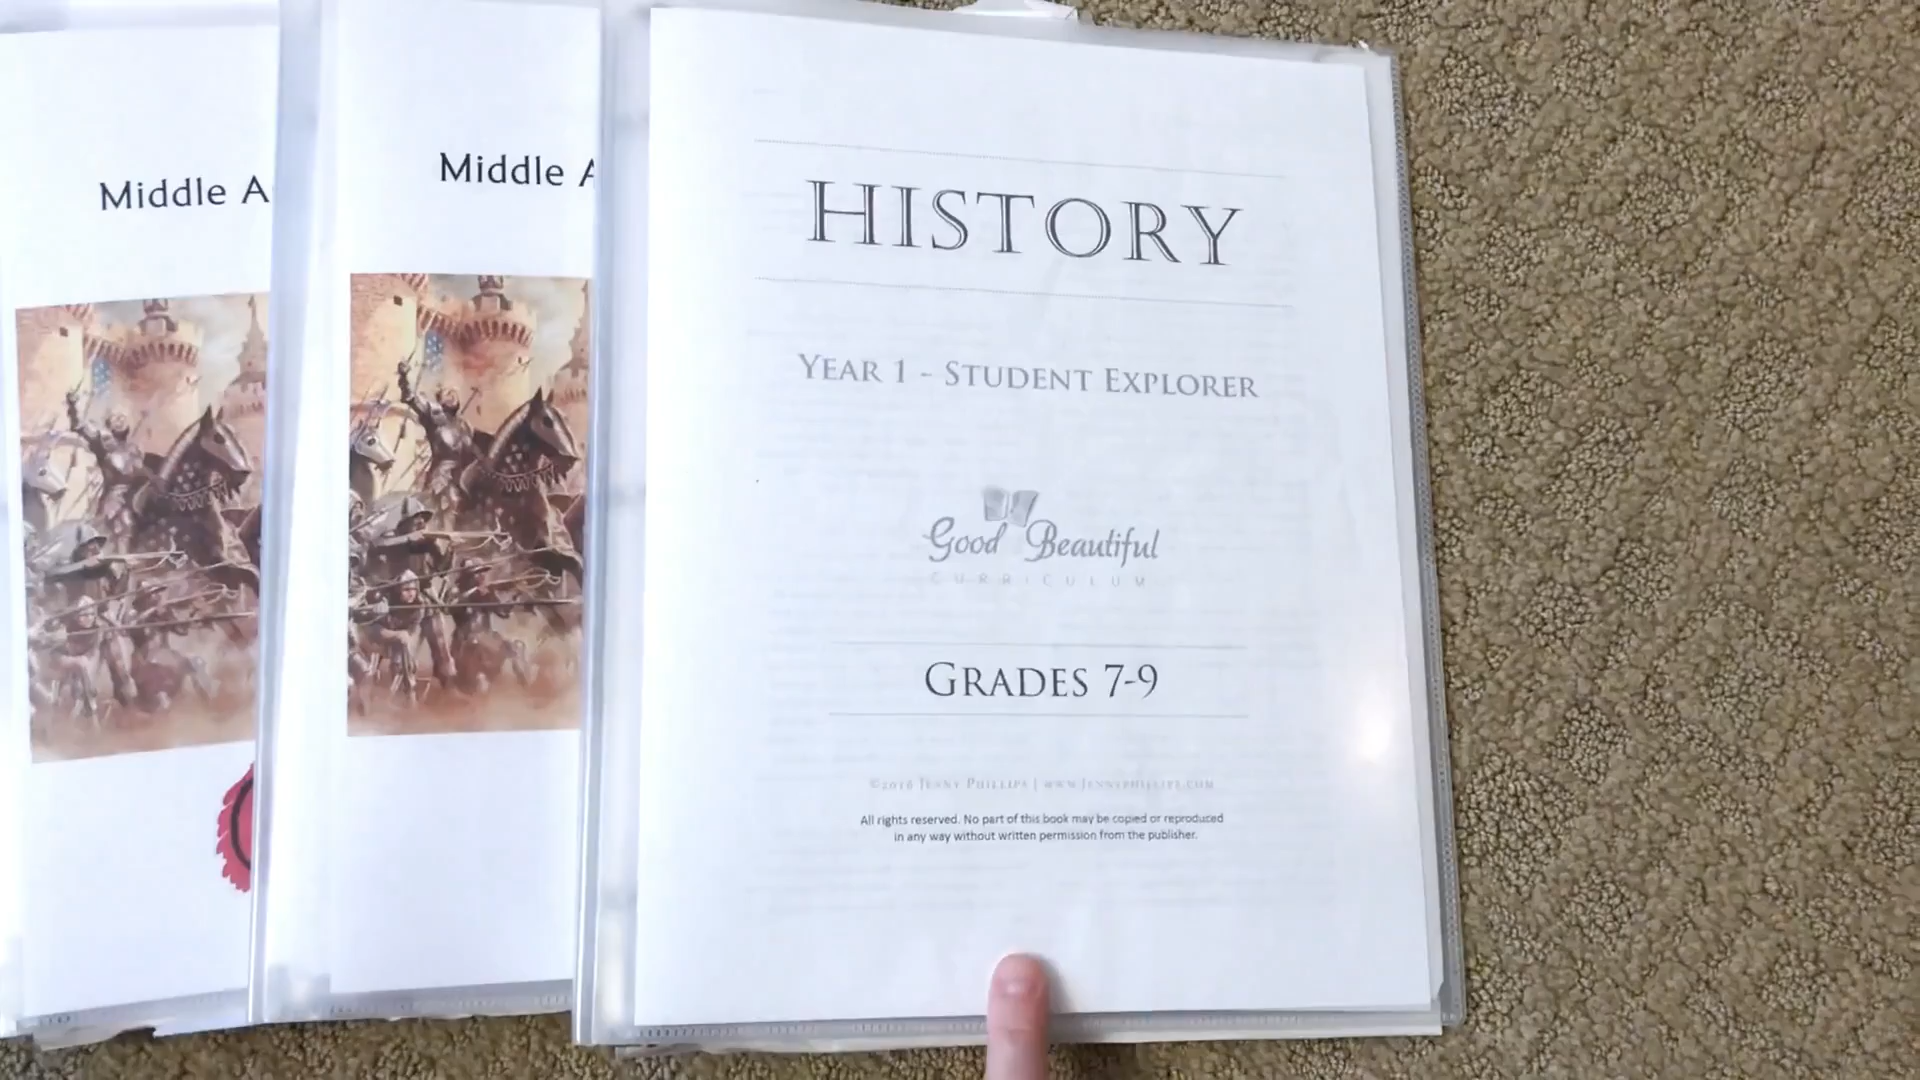 Middle A
Middle A
HISTORY
YEAR 1 - STUDENT EXPLORER
Good Beautiful
CURRICULUM
GRADES 7-9
©2016 JENNY PHILLIPS | WWW.JENNYPHILLIPS.COM
All rights reserved. No part of this book may be copied or reproduced
in any way without written permission from the publisher.